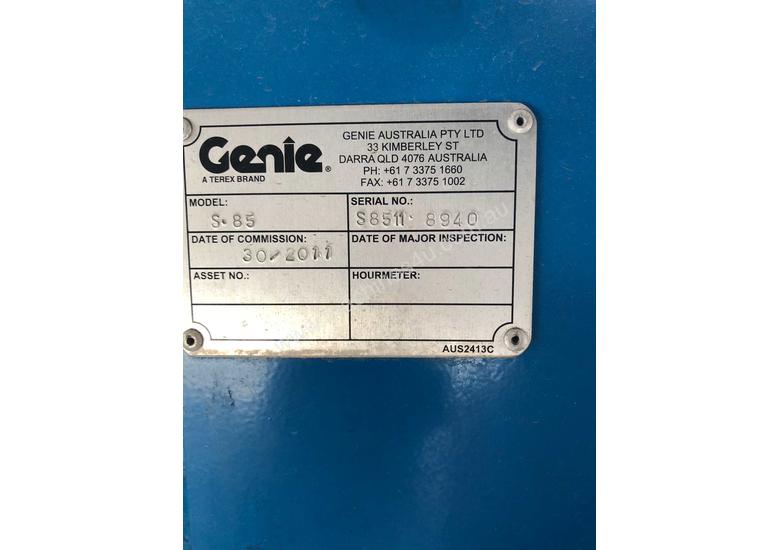 Genie®
A TEREX BRAND
GENIE AUSTRALIA PTY LTD
33 KIMBERLEY ST
DARRA QLD 4076 AUSTRALIA
PH: +61 7 3375 1660
FAX: +61 7 3375 1002
MODEL:
S-85
SERIAL NO.:
S8511-8940
DATE OF COMMISSION:
30/2011
DATE OF MAJOR INSPECTION:
ASSET NO.:
HOURMETER:
AUS2413C